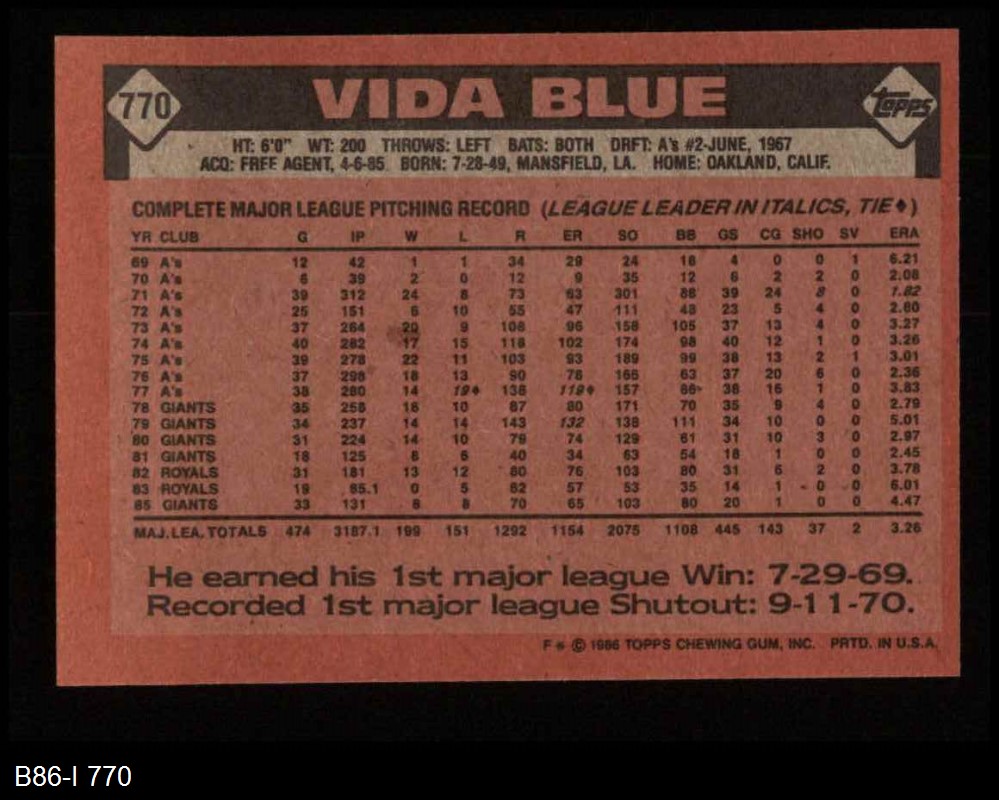 770 VIDA BLUE Topps
HT: 6'0" WT: 200 THROWS: LEFT BATS: BOTH DRFT: A's #2-JUNE, 1967
ACQ: FREE AGENT, 4-6-85 BORN: 7-28-49, MANSFIELD, LA. HOME: OAKLAND, CALIF.
COMPLETE MAJOR LEAGUE PITCHING RECORD (LEAGUE LEADER IN ITALICS, TIE♦)
YR CLUB G IP W L R ER SO BB GS CG SHO SV ERA
69 A's 12 42 1 1 34 29 24 18 4 0 0 1 6.21
70 A's 6 39 2 0 12 9 35 12 6 2 2 0 2.08
71 A's 39 312 24 8 73 63 301 88 39 24 8 0 1.82
72 A's 25 151 6 10 55 47 111 48 23 5 4 0 2.80
73 A's 37 264 20 9 108 96 158 105 37 13 4 0 3.27
74 A's 40 282 17 15 118 102 174 98 40 12 1 0 3.26
75 A's 39 278 22 11 103 93 189 99 38 13 2 1 3.01
76 A's 37 298 18 13 90 78 166 63 37 20 6 0 2.36
77 A's 38 280 14 19♦ 138 119♦ 157 86 38 16 1 0 3.83
78 GIANTS 35 258 18 10 87 80 171 70 35 9 4 0 2.79
79 GIANTS 34 237 14 14 143 132 138 111 34 10 0 0 5.01
80 GIANTS 31 224 14 10 79 74 129 61 31 10 3 0 2.97
81 GIANTS 18 125 8 6 40 34 63 54 18 1 0 0 2.45
82 ROYALS 31 181 13 12 80 76 103 80 31 6 2 0 3.78
83 ROYALS 19 85.1 0 5 62 57 53 35 14 1 0 0 6.01
85 GIANTS 33 131 8 8 70 65 103 80 20 1 0 0 4.47
MAJ. LEA. TOTALS 474 3187.1 199 151 1292 1154 2075 1108 445 143 37 2 3.26
He earned his 1st major league Win: 7-29-69.
Recorded 1st major league Shutout: 9-11-70.
F * © 1986 TOPPS CHEWING GUM, INC. PRTD. IN U.S.A.
B86-I 770